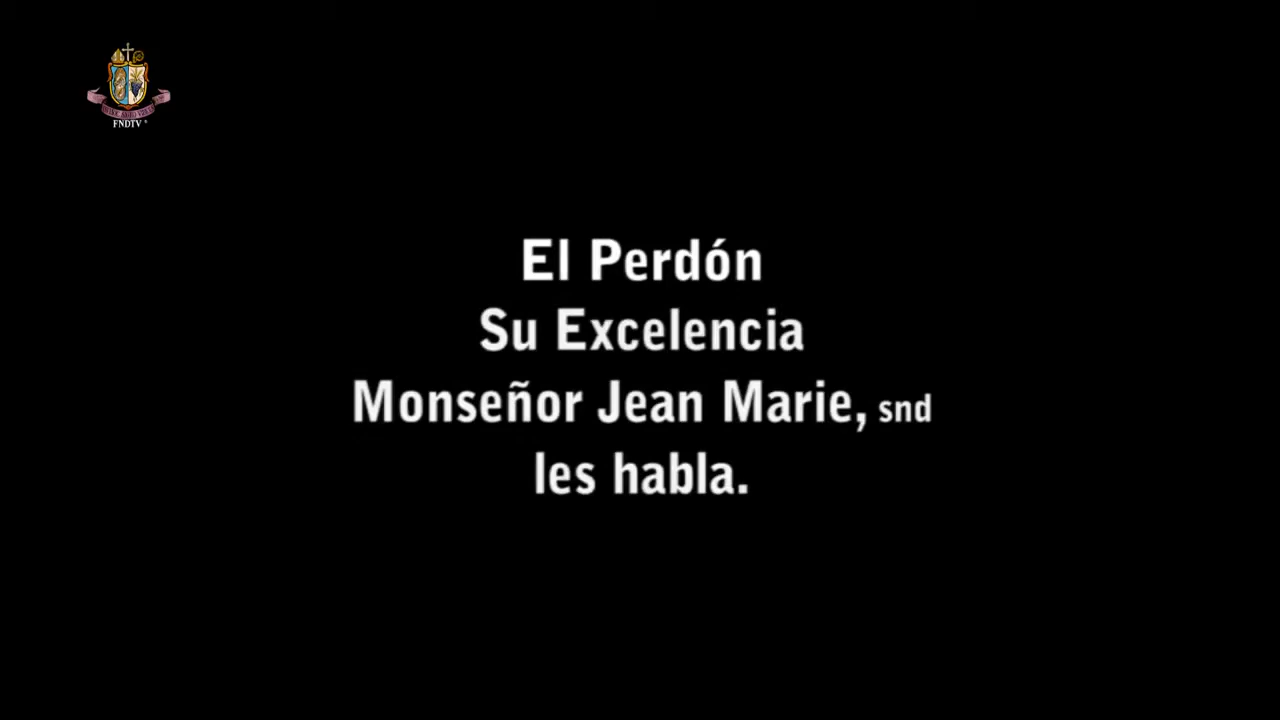 FNDTV
El Perdón
Su Excelencia
Monseñor Jean Marie, snd
les habla.